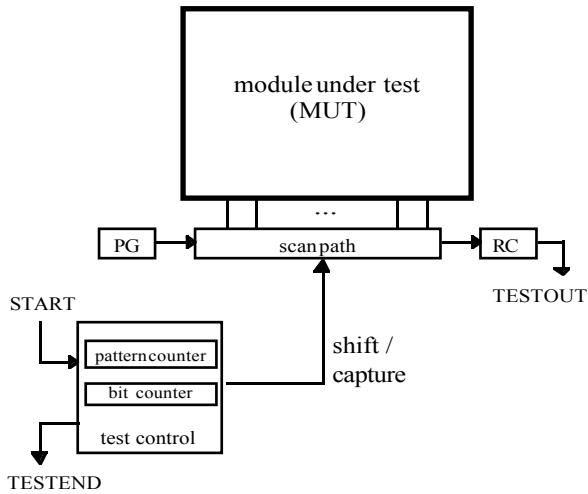 module under test
(MUT)
...
PG
scan path
RC
TESTOUT
START
pattern counter
bit counter
test control
shift /
capture
TESTEND